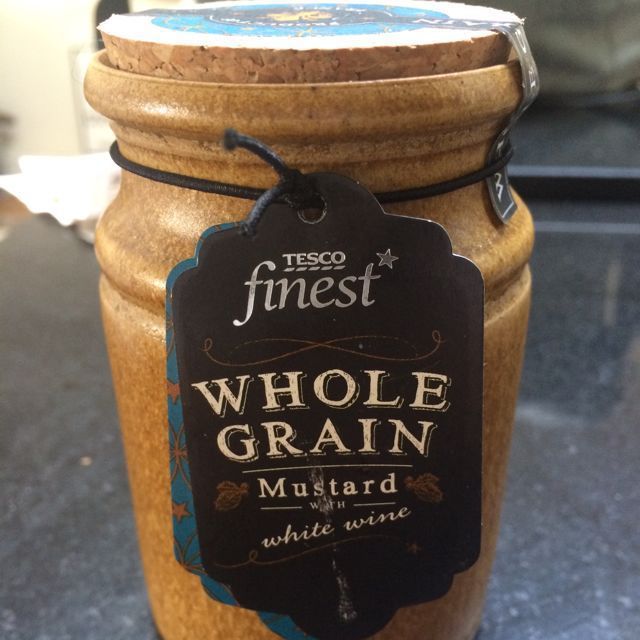 TESCO
finest
WHOLE
GRAIN
Mustard
WITH
white wine